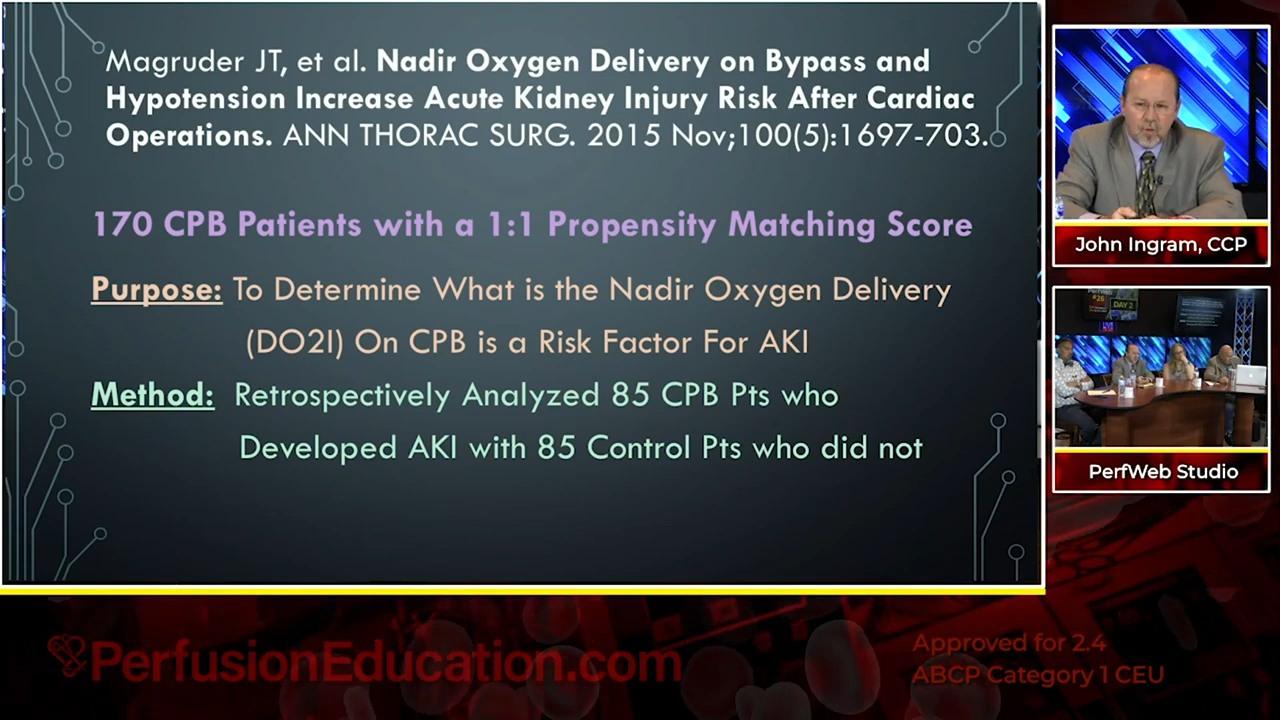 Magruder JT, et al. Nadir Oxygen Delivery on Bypass and
Hypotension Increase Acute Kidney Injury Risk After Cardiac
Operations. ANN THORAC SURG. 2015 Nov;100(5):1697-703.
170 CPB Patients with a 1:1 Propensity Matching Score
Purpose: To Determine What is the Nadir Oxygen Delivery
(DO2I) On CPB is a Risk Factor For AKI
Method: Retrospectively Analyzed 85 CPB Pts who
Developed AKI with 85 Control Pts who did not
John Ingram, CCP
#26
DAY 2
PerfWeb Studio
PerfusionEducation.com
Approved for 2.4
ABCP Category 1 CEU